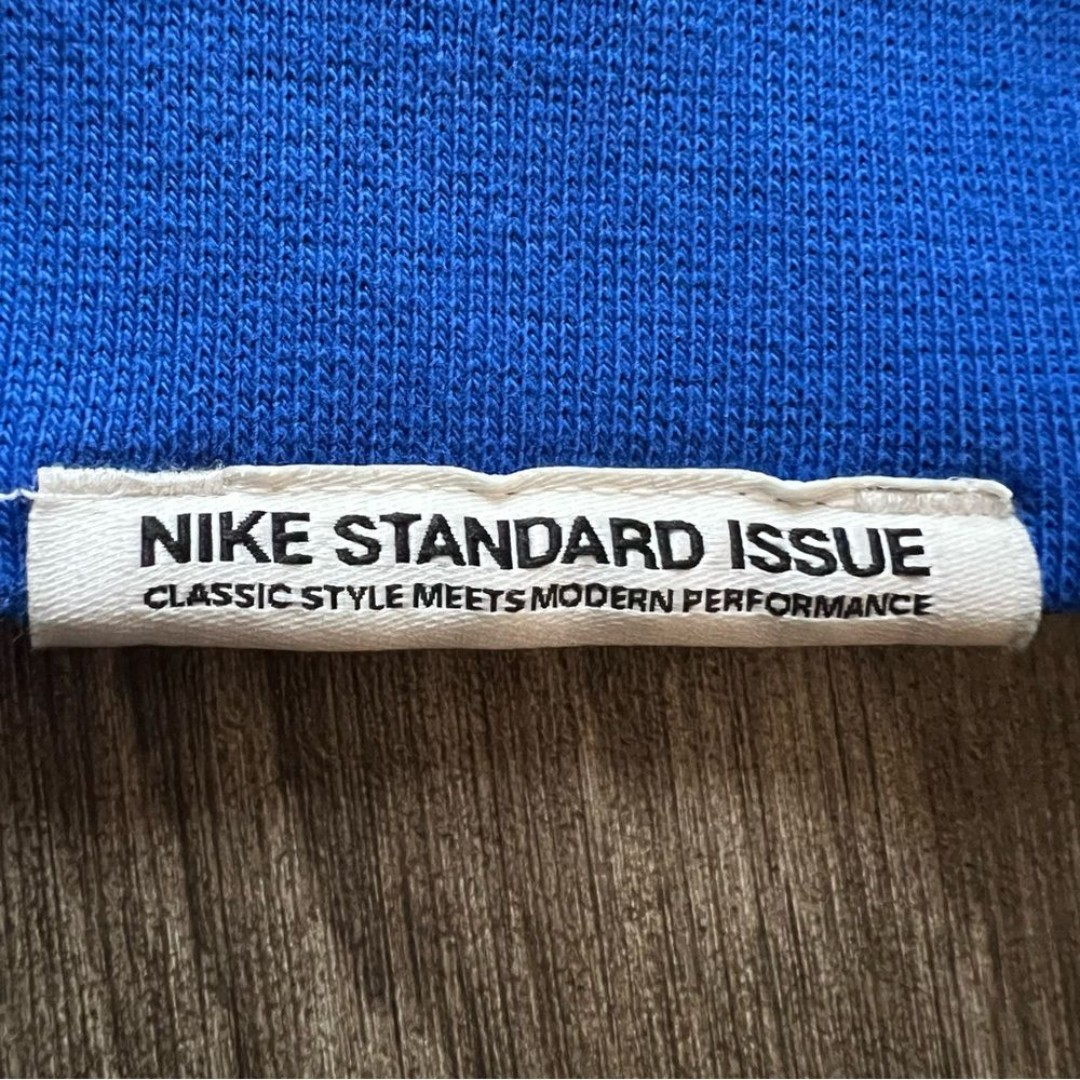 NIKE STANDARD ISSUE
CLASSIC STYLE MEETS MODERN PERFORMANCE